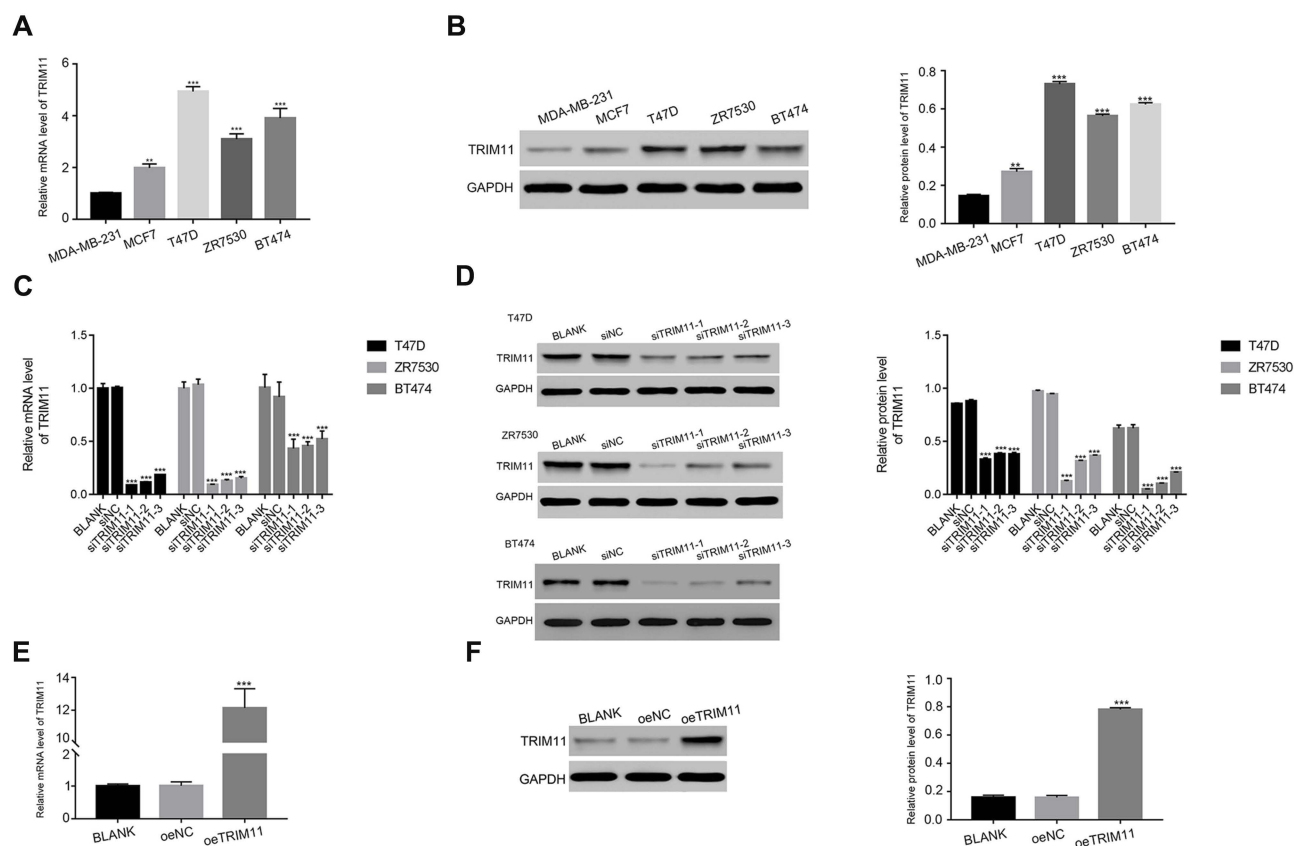 A
Relative mRNA level of TRIM11
6
4
2
0
**
***
***
***
MDA-MB-231
MCF7
T47D
ZR7530
BT474
B
MDA-MB-231
MCF7
T47D
ZR7530
BT474
TRIM11
GAPDH
Relative protein level of TRIM11
0.8
0.6
0.4
0.2
0.0
**
***
***
***
MDA-MB-231
MCF7
T47D
ZR7530
BT474
C
Relative mRNA level
of TRIM11
1.5
1.0
0.5
0.0
***
***
***
***
***
***
***
***
***
BLANK
siNC
siTRIM11-1
siTRIM11-2
siTRIM11-3
BLANK
siNC
siTRIM11-1
siTRIM11-2
siTRIM11-3
BLANK
siNC
siTRIM11-1
siTRIM11-2
siTRIM11-3
T47D
ZR7530
BT474
D
T47D
BLANK
siNC
siTRIM11-1
siTRIM11-2
siTRIM11-3
TRIM11
GAPDH
ZR7530
BLANK
siNC
siTRIM11-1
siTRIM11-2
siTRIM11-3
TRIM11
GAPDH
BT474
BLANK
siNC
siTRIM11-1
siTRIM11-2
siTRIM11-3
TRIM11
GAPDH
Relative protein level
of TRIM11
1.5
1.0
0.5
0.0
***
***
***
***
***
***
***
***
***
BLANK
siNC
siTRIM11-1
siTRIM11-2
siTRIM11-3
BLANK
siNC
siTRIM11-1
siTRIM11-2
siTRIM11-3
BLANK
siNC
siTRIM11-1
siTRIM11-2
siTRIM11-3
T47D
ZR7530
BT474
E
Relative mRNA level of TRIM11
14
12
10
2
1
0
***
BLANK
oeNC
oeTRIM11
F
BLANK
oeNC
oeTRIM11
TRIM11
GAPDH
Relative protein level of TRIM11
0.8
0.6
0.4
0.2
0.0
***
BLANK
oeNC
oeTRIM11